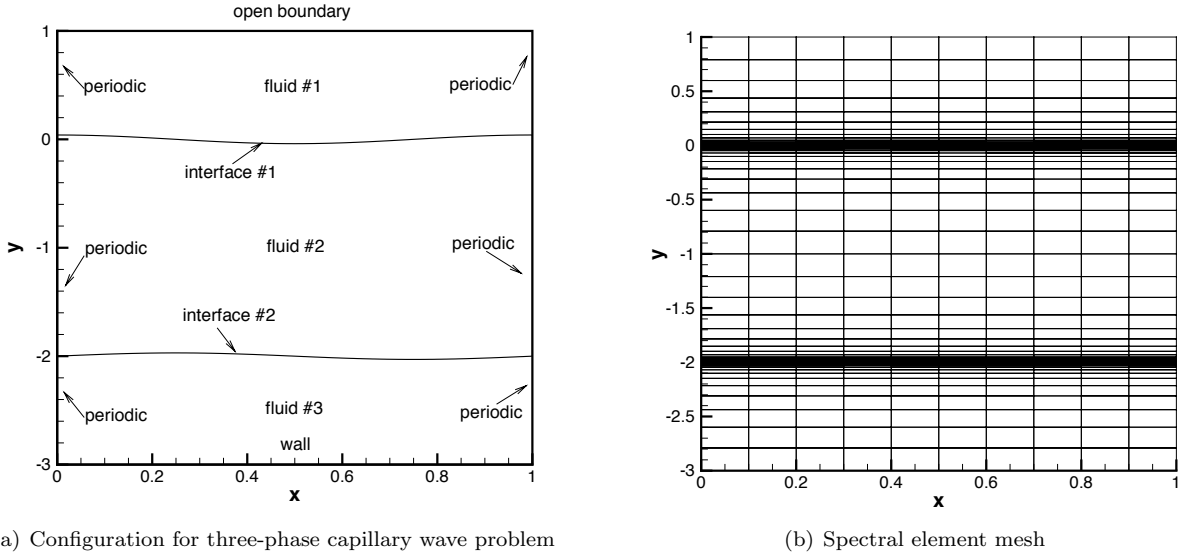 open boundary
1
periodic
fluid #1
periodic
0
interface #1
y
-1
periodic
fluid #2
periodic
interface #2
-2
periodic
fluid #3
periodic
wall
-3
0
0.2
0.4
0.6
0.8
1
x
a) Configuration for three-phase capillary wave problem
1
0.5
0
-0.5
y
-1
-1.5
-2
-2.5
-3
0
0.2
0.4
0.6
0.8
1
x
(b) Spectral element mesh